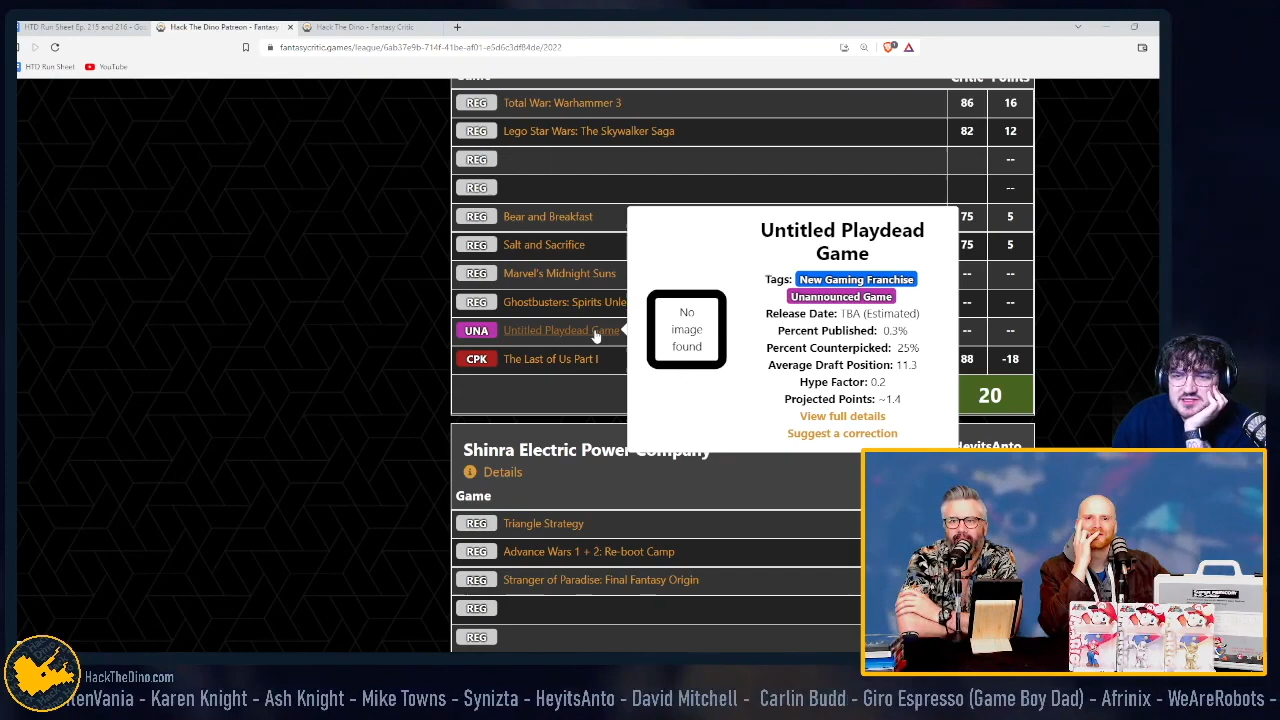 HTD Run Sheet Ep. 215 and 216 - Go
Hack The Dino Patreon - Fantasy
Hack The Dino - Fantasy Critic
fantasycritic.games/league/6ab37e9b-714f-41be-af01-e5d6c3df84de/2022
HTD Run Sheet
YouTube
Game
Critic
Points
REG Total War: Warhammer 3 86 16
REG Lego Star Wars: The Skywalker Saga 82 12
REG --
REG --
REG Bear and Breakfast 75 5
REG Salt and Sacrifice 75 5
REG Marvel's Midnight Suns -- --
REG Ghostbusters: Spirits Unle -- --
UNA Untitled Playdead Game -- --
CPK The Last of Us Part I 88 -18
20
Untitled Playdead
Game
Tags: New Gaming Franchise
Unannounced Game
Release Date: TBA (Estimated)
Percent Published: 0.3%
Percent Counterpicked: 25%
Average Draft Position: 11.3
Hype Factor: 0.2
Projected Points: ~1.4
View full details
Suggest a correction
No
image
found
Shinra Electric Power Company
HeyitsAnto
Details
Game
REG Triangle Strategy
REG Advance Wars 1 + 2: Re-boot Camp
REG Stranger of Paradise: Final Fantasy Origin
REG
REG
SUPER FAMICOM
HackTheDino.com
enVania - Karen Knight - Ash Knight - Mike Towns - Synizta - HeyitsAnto - David Mitchell - Carlin Budd - Giro Espresso (Game Boy Dad) - Afrinix - WeAreRobots -